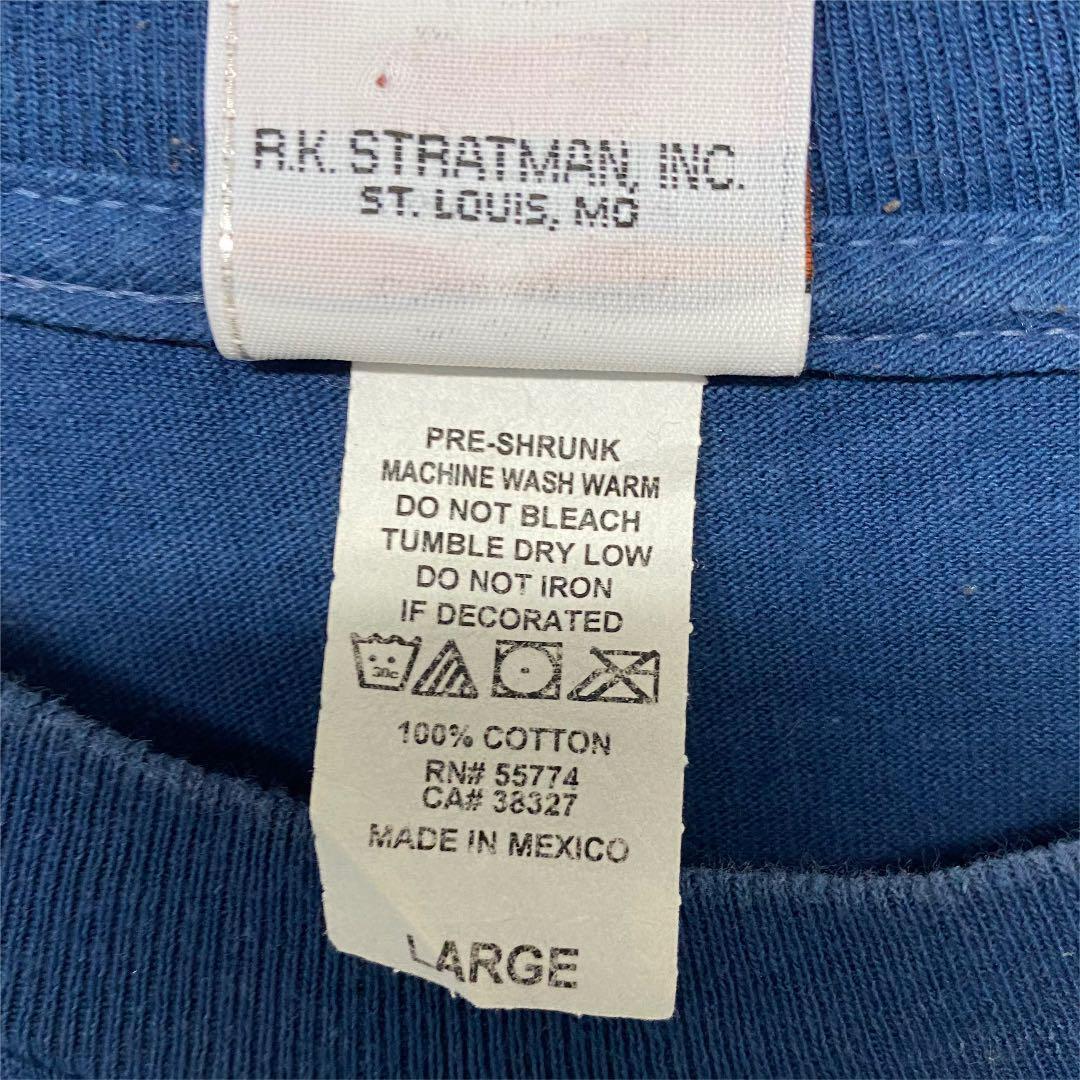 R.K. STRATMAN, INC.
ST. LOUIS, MO
PRE-SHRUNK
MACHINE WASH WARM
DO NOT BLEACH
TUMBLE DRY LOW
DO NOT IRON
IF DECORATED
30c
100% COTTON
RN# 55774
CA# 38327
MADE IN MEXICO
LARGE